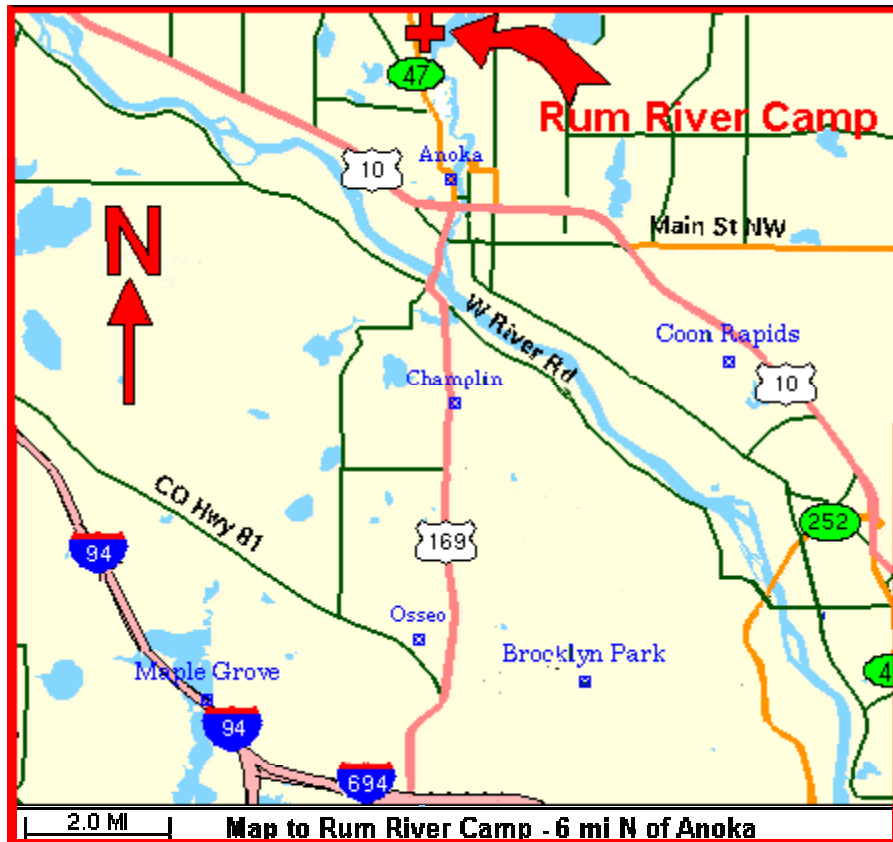 47
Rum River Camp
Anoka
10
Main St NW
N
W River Rd
Coon Rapids
Champlin
10
CO Hwy 81
252
169
94
Osseo
Brocklyn Park
Maple Grove
4
94
694
2.0 MI
Map to Rum River Camp - 6 mi N of Anoka